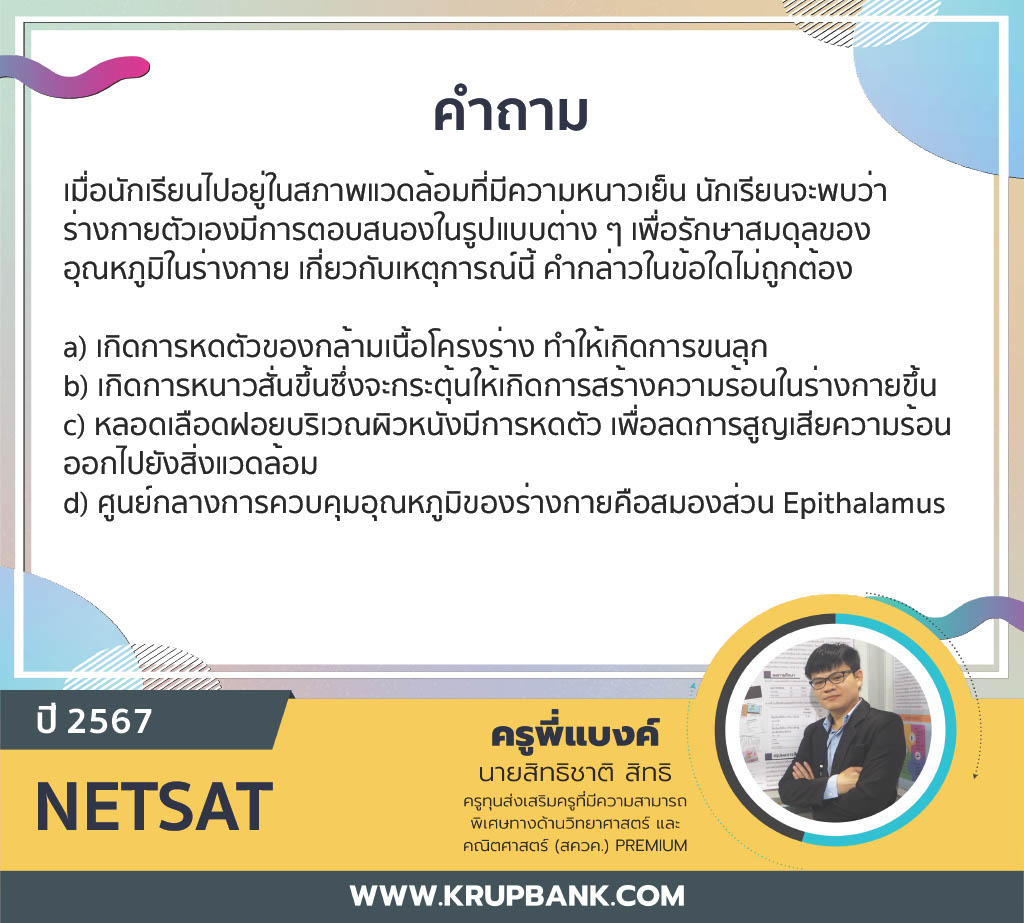 คำถาม
เมื่อนักเรียนไปอยู่ในสภาพแวดล้อมที่มีความหนาวเย็น นักเรียนจะพบว่า
ร่างกายตัวเองมีการตอบสนองในรูปแบบต่าง ๆ เพื่อรักษาสมดุลของ
อุณหภูมิในร่างกาย เกี่ยวกับเหตุการณ์นี้ คำกล่าวในข้อใดไม่ถูกต้อง
a) เกิดการหดตัวของกล้ามเนื้อโครงร่าง ทำให้เกิดการขนลุก
b) เกิดการหนาวสั่นขึ้นซึ่งจะกระตุ้นให้เกิดการสร้างความร้อนในร่างกายขึ้น
c) หลอดเลือดฝอยบริเวณผิวหนังมีการหดตัว เพื่อลดการสูญเสียความร้อน
ออกไปยังสิ่งแวดล้อม
d) ศูนย์กลางการควบคุมอุณหภูมิของร่างกายคือสมองส่วน Epithalamus
ปี 2567
NETSAT
ครูพี่แบงค์
นายสิทธิชาติ สิทธิ
ครูทุนส่งเสริมครูที่มีความสามารถ
พิเศษทางด้านวิทยาศาสตร์ และ
คณิตศาสตร์ (สควค.) PREMIUM
WWW.KRUPBANK.COM